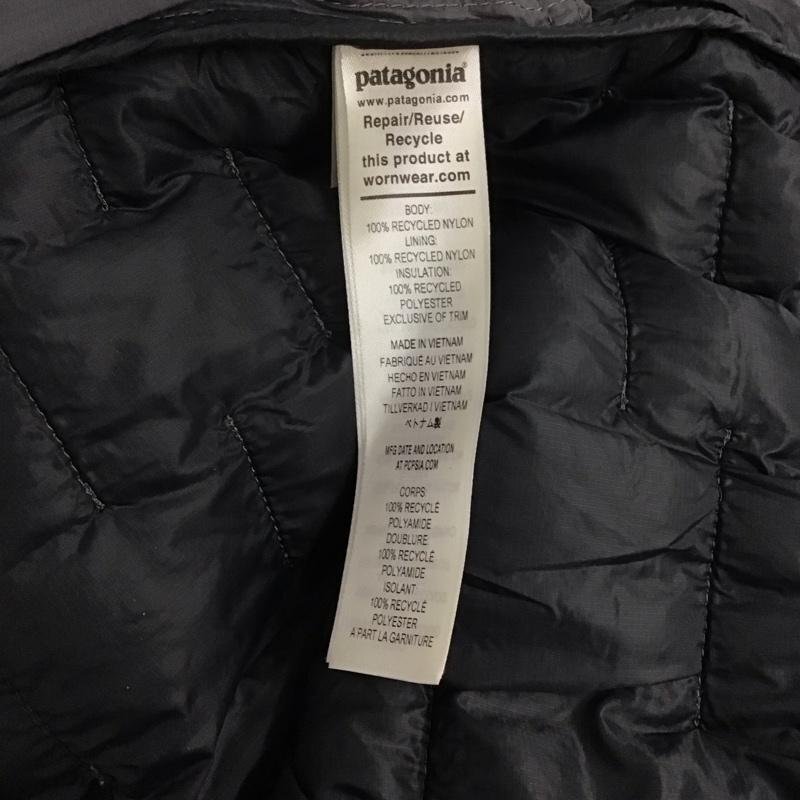 patagonia®
www.patagonia.com
Repair/Reuse/
Recycle
this product at
wornwear.com
BODY:
100% RECYCLED NYLON
LINING:
100% RECYCLED NYLON
INSULATION:
100% RECYCLED
POLYESTER
EXCLUSIVE OF TRIM
MADE IN VIETNAM
FABRIQUÉ AU VIETNAM
HECHO EN VIETNAM
FATTO IN VIETNAM
TILLVERKAD I VIETNAM
ベトナム製
MFG DATE AND LOCATION
AT PCPSIA.COM
CORPS:
100% RECYCLÉ
POLYAMIDE
DOUBLURE:
100% RECYCLÉ
POLYAMIDE
ISOLANT:
100% RECYCLÉ
POLYESTER
A PART LA GARNITURE